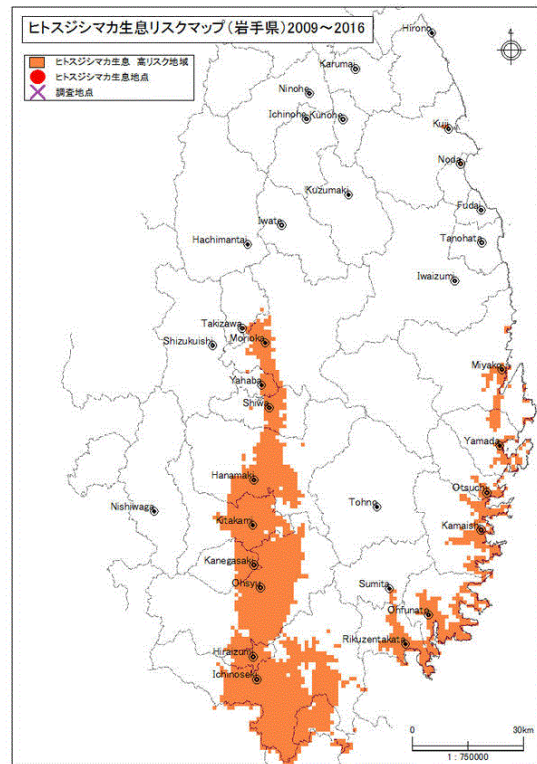 ヒトスジシマカ生息リスクマップ(岩手県)2009～2016
ヒトスジシマカ生息 高リスク地域
ヒトスジシマカ生息地点
調査地点
Hirono
Karumai
Ninohe
Ichinohe Kunohe
Kuji
Noda
Kuzumaki
Fudai
Iwate
Tanohata
Hachimantai
Iwaizumi
Takizawa
Morioka
Shizukuishi
Miyako
Yahaba
Shiwa
Yamada
Hanamaki
Otsuchi
Tohno
Nishiwaga
Kitakami
Kamaishi
Kanegasaki
Ohsyu
Sumita
Ohfunato
Rikuzentakata
Hiraizumi
Ichinoseki
0 30km
1 : 750000